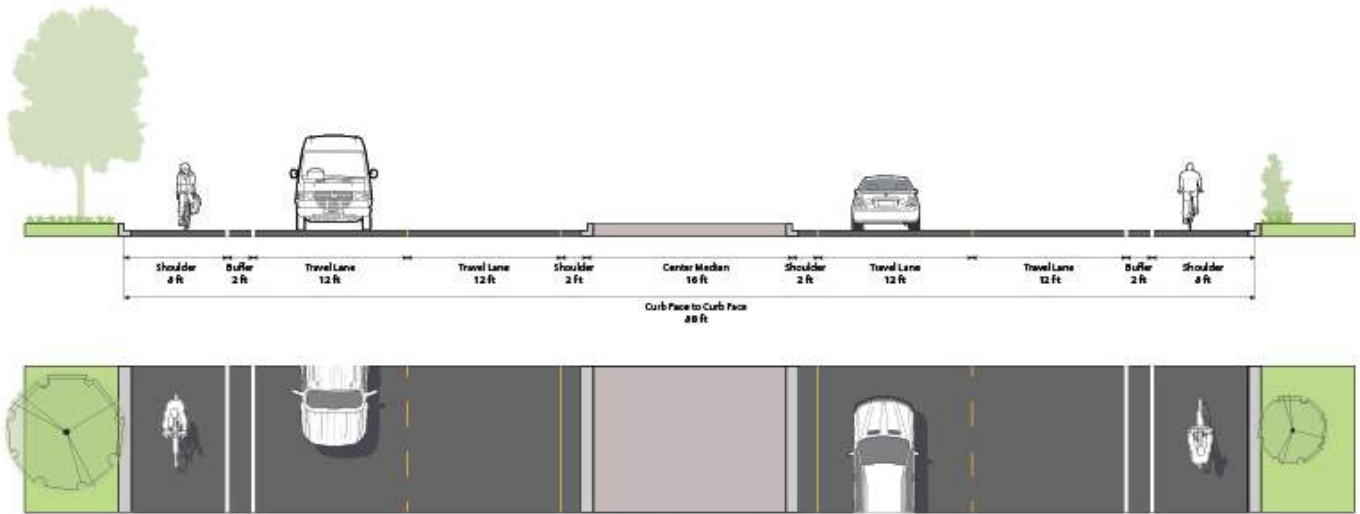 Shoulder Buffer Travel Lane Travel Lane Shoulder Center Median Shoulder Travel Lane Travel Lane Buffer Shoulder
8 ft 2 ft 12 ft 12 ft 2 ft 16 ft 2 ft 12 ft 12 ft 2 ft 8 ft
Curb Face to Curb Face
88 ft